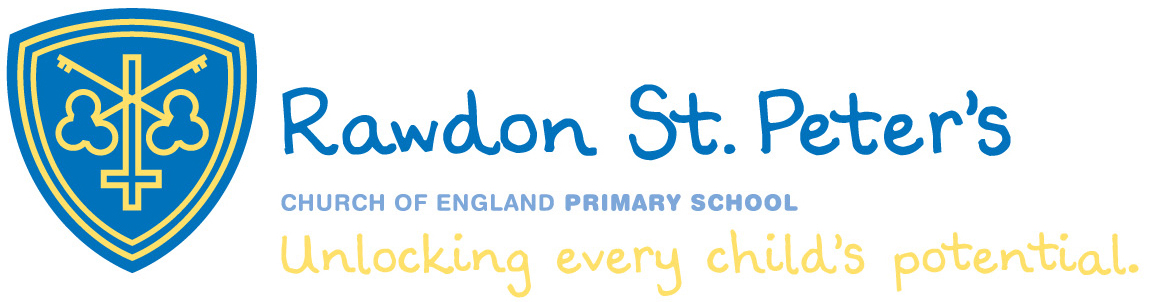 Rawdon St. Peter's
CHURCH OF ENGLAND PRIMARY SCHOOL
Unlocking every child's potential.